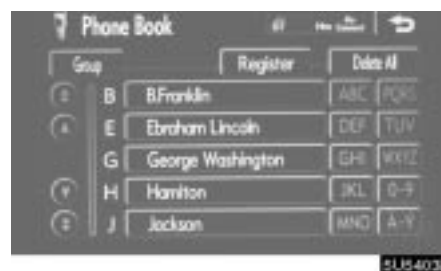 Phone Book
Group Register Delete All
B B.Franklin ABC PQRS
E Ebraham Lincoln DEF TUV
G George Washington GHI WXYZ
H Hamilton JKL 0-9
J Jackson MNO A-Y
5U5403